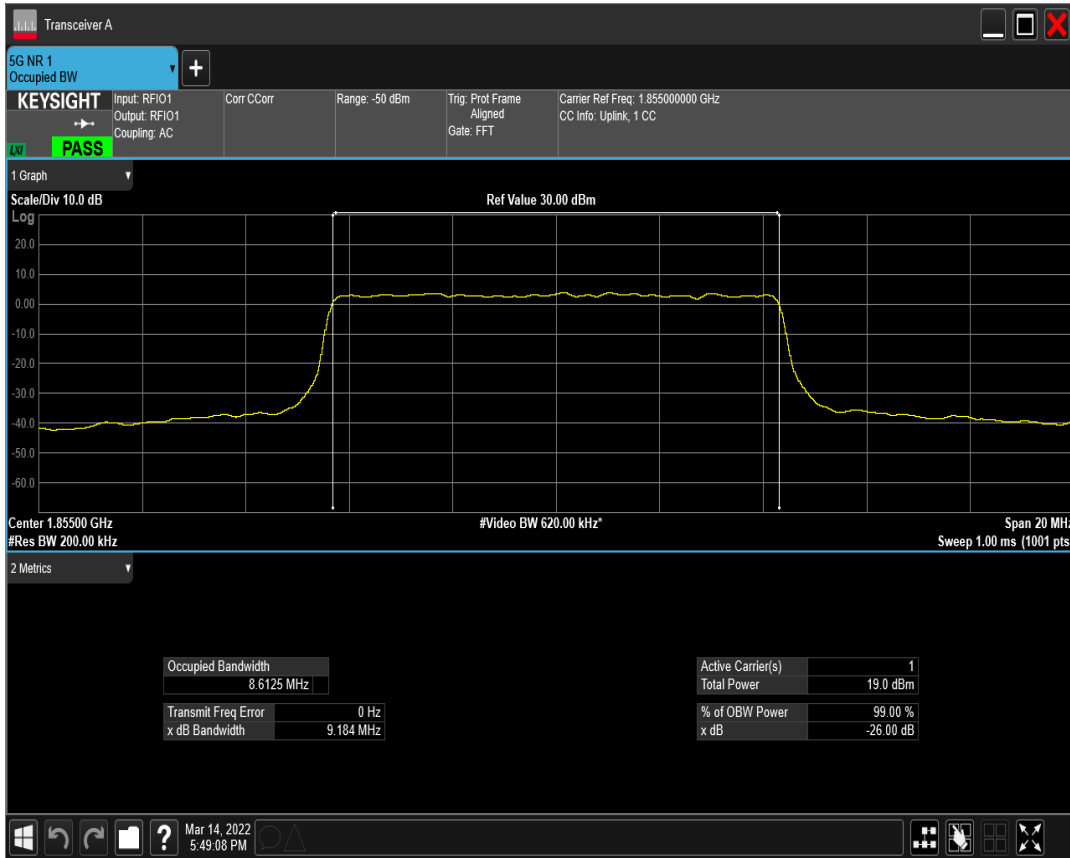 Transceiver A
5G NR 1
Occupied BW
+
KEYSIGHT
LXI
PASS
Input: RFIO1
Output: RFIO1
Coupling: AC
Corr CCorr
Range: -50 dBm
Trig: Prot Frame
Aligned
Gate: FFT
Carrier Ref Freq: 1.855000000 GHz
CC Info: Uplink, 1 CC
1 Graph
Scale/Div 10.0 dB
Ref Value 30.00 dBm
Log
20.0
10.0
0.00
-10.0
-20.0
-30.0
-40.0
-50.0
-60.0
Center 1.85500 GHz
#Video BW 620.00 kHz*
Span 20 MHz
#Res BW 200.00 kHz
Sweep 1.00 ms (1001 pts
2 Metrics
Occupied Bandwidth
8.6125 MHz
Transmit Freq Error 0 Hz
x dB Bandwidth 9.184 MHz
Active Carrier(s) 1
Total Power 19.0 dBm
% of OBW Power 99.00 %
x dB -26.00 dB
?
Mar 14, 2022
5:49:08 PM